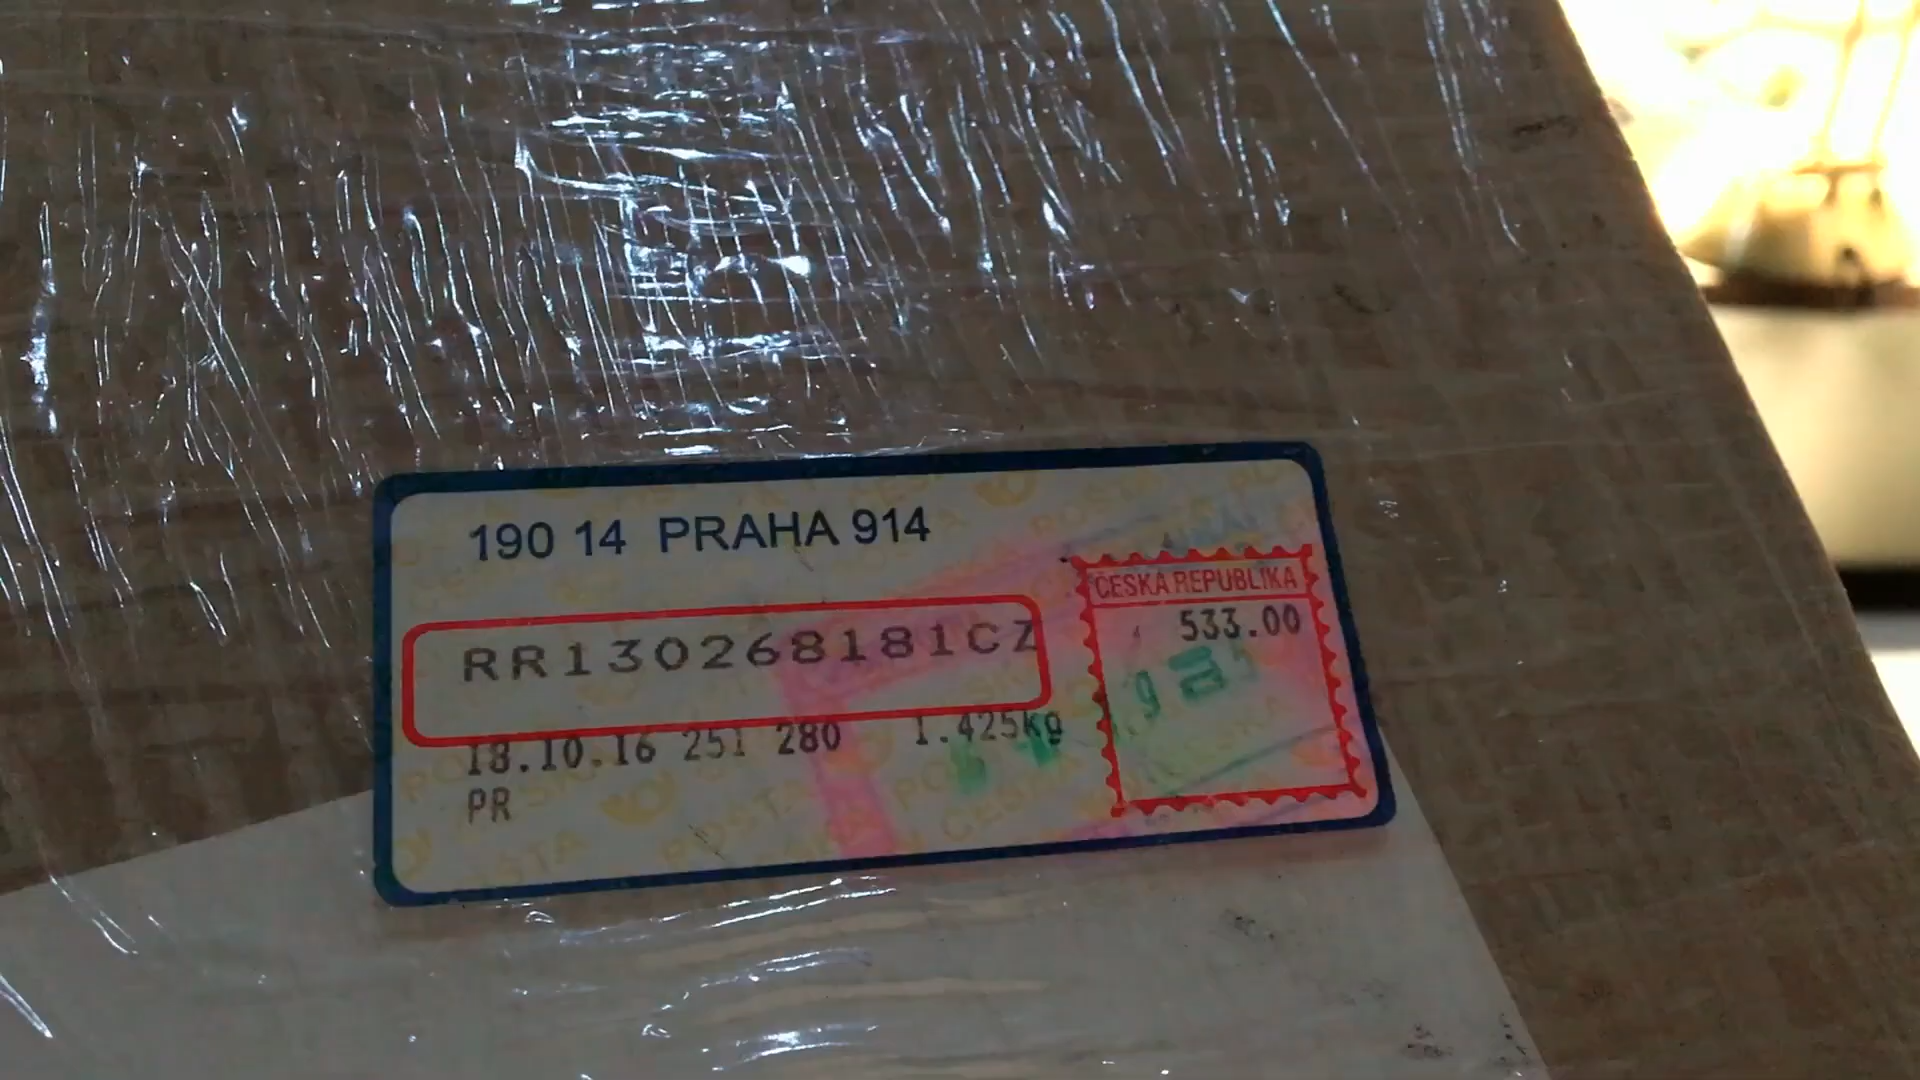 190 14 PRAHA 914
ČESKÁ REPUBLIKA
533.00
RR130268181CZ
18.10.16 251 280 1.425kg
PR